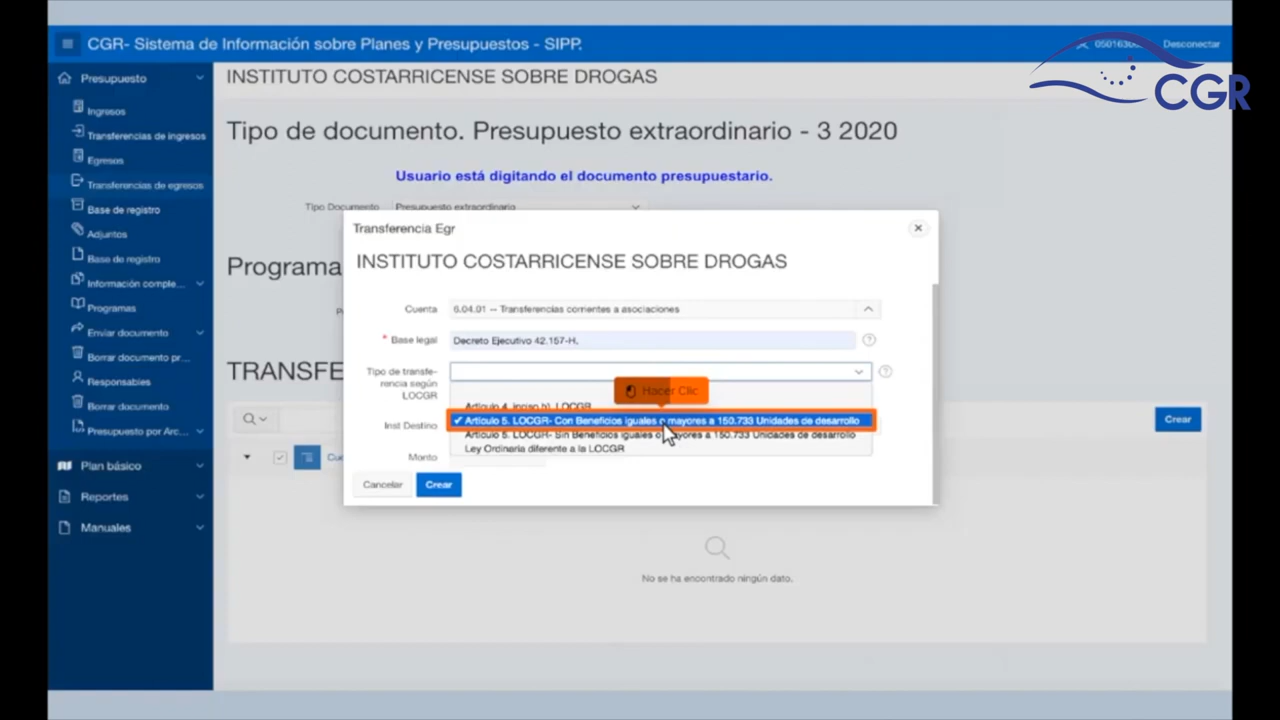 CGR- Sistema de Información sobre Planes y Presupuestos - SIPP.
Desconectar
CGR
Presupuesto
Ingresos
Transferencias de ingresos
Egresos
Transferencias de egresos
Base de registro
Adjuntos
Base de registro
Información comple...
Programas
Enviar documento
Borrar documento pr...
Responsables
Borrar documento
Presupuesto por Arc...
Plan básico
Reportes
Manuales
INSTITUTO COSTARRICENSE SOBRE DROGAS
Tipo de documento. Presupuesto extraordinario - 3 2020
Usuario está digitando el documento presupuestario.
Tipo Documento Presupuesto extraordinario
Programa
TRANSFE
Crear
Transferencia Egr
INSTITUTO COSTARRICENSE SOBRE DROGAS
Cuenta 6.04.01 -- Transferencias corrientes a asociaciones
* Base legal Decreto Ejecutivo 42.157-H.
Tipo de transfe-
rencia según
LOCGR
Hacer Clic
Artículo 4, inciso b). LOCGR
Artículo 5. LOCGR- Con Beneficios iguales o mayores a 150.733 Unidades de desarrollo
Artículo 5. LOCGR- Sin Beneficios iguales o mayores a 150.733 Unidades de desarrollo
Ley Ordinaria diferente a la LOCGR
Inst Destino
Monto
Cancelar Crear
No se ha encontrado ningún dato.